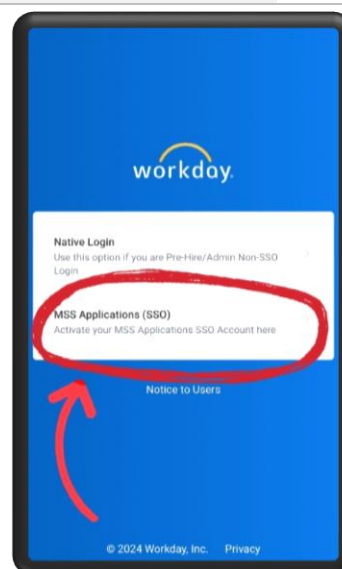 workday.
Native Login
Use this option if you are Pre-Hire/Admin Non-SSO
Login
MSS Applications (SSO)
Activate your MSS Applications SSO Account here
Notice to Users
© 2024 Workday, Inc. Privacy